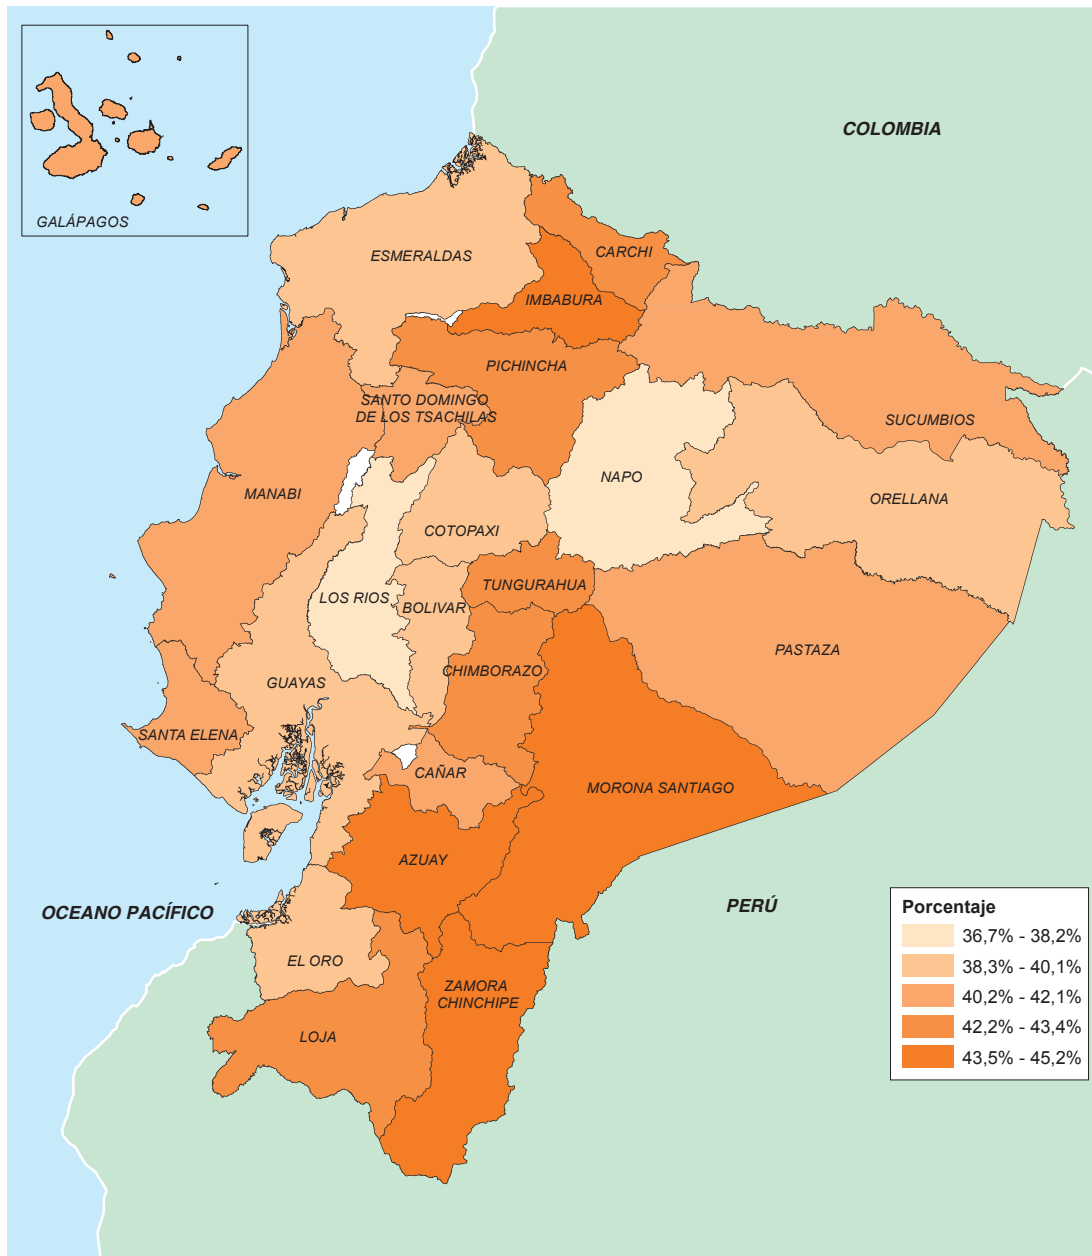 COLOMBIA
GALÁPAGOS
ESMERALDAS
CARCHI
IMBABURA
PICHINCHA
SANTO DOMINGO
DE LOS TSACHILAS
SUCUMBIOS
NAPO
MANABI
ORELLANA
COTOPAXI
TUNGURAHUA
LOS RIOS
BOLIVAR
PASTAZA
CHIMBORAZO
GUAYAS
SANTA ELENA
CAÑAR
MORONA SANTIAGO
AZUAY
OCEANO PACÍFICO
PERÚ
EL ORO
ZAMORA
CHINCHIPE
LOJA
Porcentaje
36,7% - 38,2%
38,3% - 40,1%
40,2% - 42,1%
42,2% - 43,4%
43,5% - 45,2%